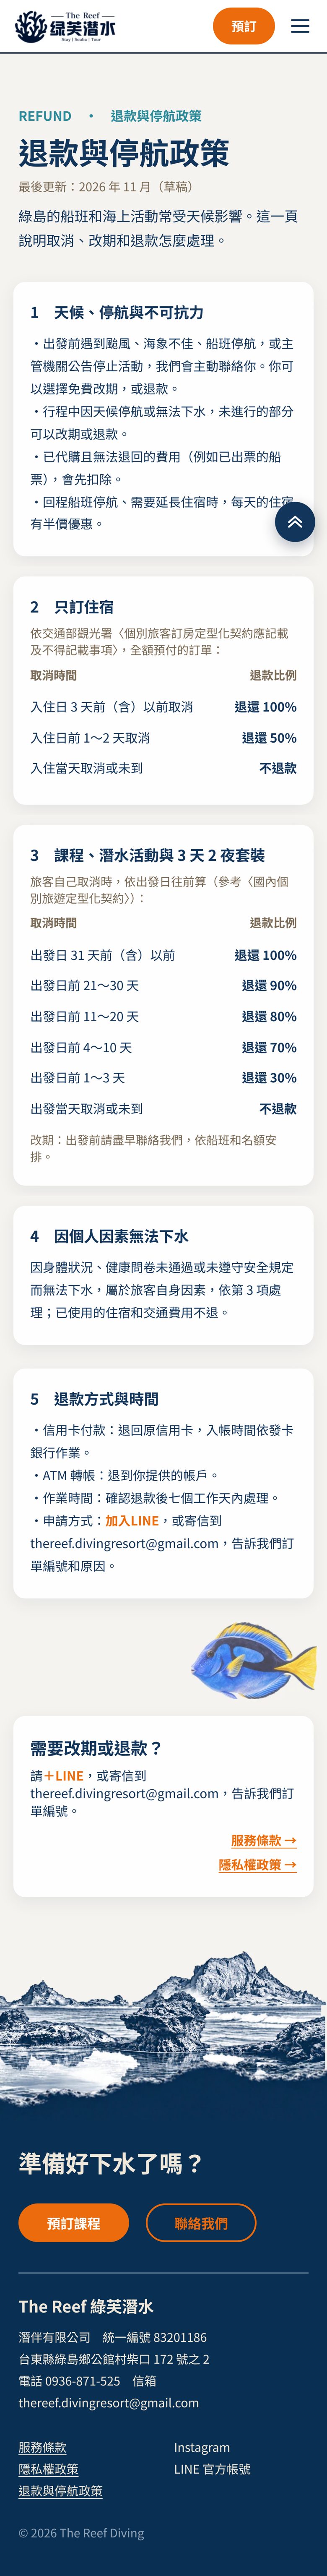 The Reef
綠芙潛水
Stay | Scuba | Tour
預訂
REFUND ・ 退款與停航政策
退款與停航政策
最後更新：2026 年 11 月（草稿）
綠島的船班和海上活動常受天候影響。這一頁
說明取消、改期和退款怎麼處理。
1 天候、停航與不可抗力
・出發前遇到颱風、海象不佳、船班停航，或主
管機關公告停止活動，我們會主動聯絡你。你可
以選擇免費改期，或退款。
・行程中因天候停航或無法下水，未進行的部分
可以改期或退款。
・已代購且無法退回的費用（例如已出票的船
票），會先扣除。
・回程船班停航、需要延長住宿時，每天的住宿
有半價優惠。
2 只訂住宿
依交通部觀光署〈個別旅客訂房定型化契約應記載
及不得記載事項〉，全額預付的訂單：
取消時間 退款比例
入住日 3 天前（含）以前取消 退還 100%
入住日前 1～2 天取消 退還 50%
入住當天取消或未到 不退款
3 課程、潛水活動與 3 天 2 夜套裝
旅客自己取消時，依出發日往前算（參考〈國內個
別旅遊定型化契約〉）：
取消時間 退款比例
出發日 31 天前（含）以前 退還 100%
出發日前 21～30 天 退還 90%
出發日前 11～20 天 退還 80%
出發日前 4～10 天 退還 70%
出發日前 1～3 天 退還 30%
出發當天取消或未到 不退款
改期：出發前請盡早聯絡我們，依船班和名額安
排。
4 因個人因素無法下水
因身體狀況、健康問卷未通過或未遵守安全規定
而無法下水，屬於旅客自身因素，依第 3 項處
理；已使用的住宿和交通費用不退。
5 退款方式與時間
・信用卡付款：退回原信用卡，入帳時間依發卡
銀行作業。
・ATM 轉帳：退到你提供的帳戶。
・作業時間：確認退款後七個工作天內處理。
・申請方式：加入LINE，或寄信到
thereef.divingresort@gmail.com，告訴我們訂
單編號和原因。
需要改期或退款？
請＋LINE，或寄信到
thereef.divingresort@gmail.com，告訴我們訂
單編號。
服務條款 →
隱私權政策 →
準備好下水了嗎？
預訂課程 聯絡我們
The Reef 綠芙潛水
潛伴有限公司 統一編號 83201186
台東縣綠島鄉公館村柴口 172 號之 2
電話 0936-871-525 信箱
thereef.divingresort@gmail.com
服務條款 Instagram
隱私權政策 LINE 官方帳號
退款與停航政策
© 2026 The Reef Diving